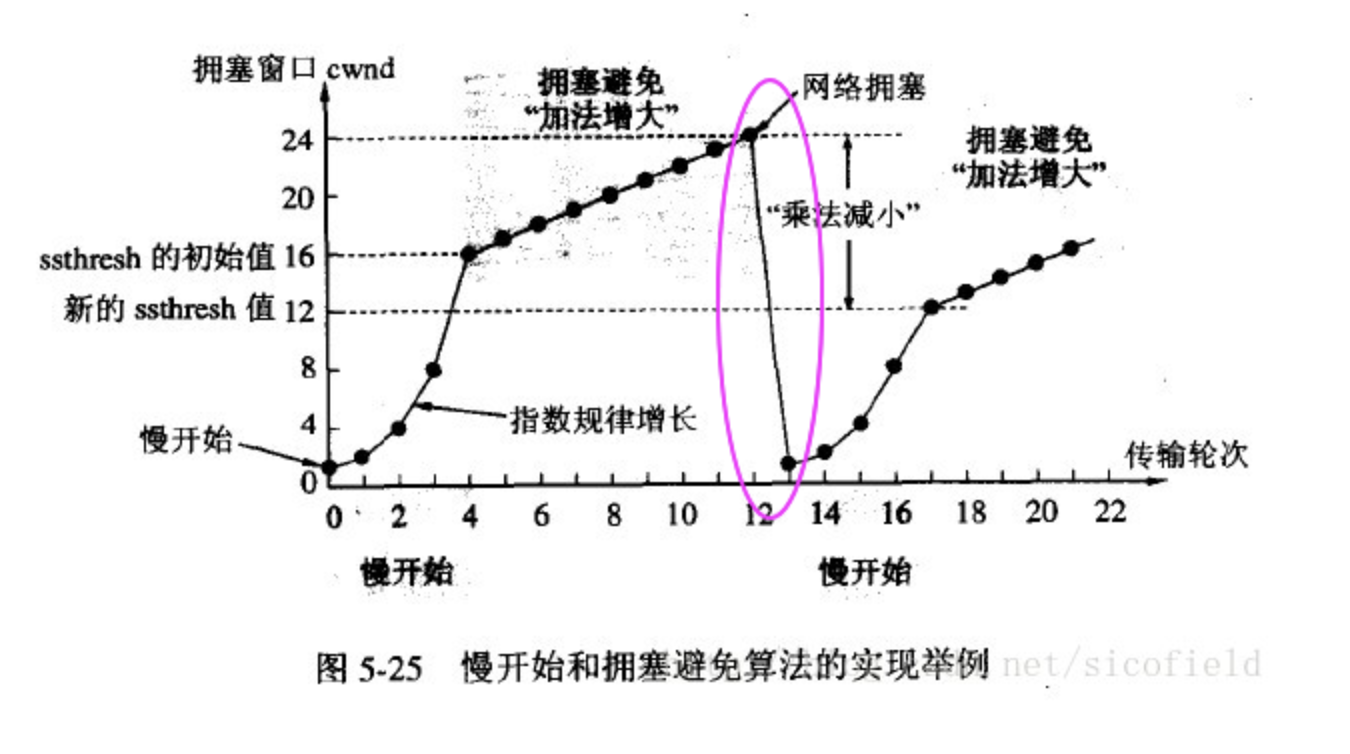 拥塞窗口 cwnd
拥塞避免
“加法增大”
网络拥塞
拥塞避免
“加法增大”
24
20
“乘法减小”
ssthresh 的初始值 16
新的 ssthresh 值 12
8
4
指数规律增长
慢开始
传输轮次
0
0 2 4 6 8 10 12 14 16 18 20 22
慢开始 慢开始
图 5-25 慢开始和拥塞避免算法的实现举例
net/sicofield